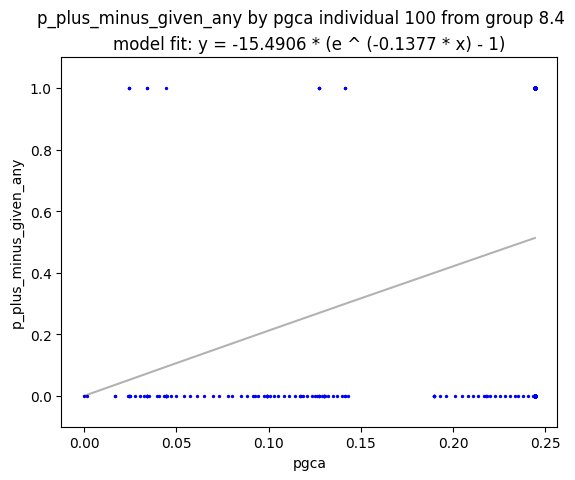 p_plus_minus_given_any by pgca individual 100 from group 8.4
model fit: y = -15.4906 * (e ^ (-0.1377 * x) - 1)
1.0
0.8
0.6
0.4
0.2
0.0
p_plus_minus_given_any
0.00 0.05 0.10 0.15 0.20 0.25
pgca